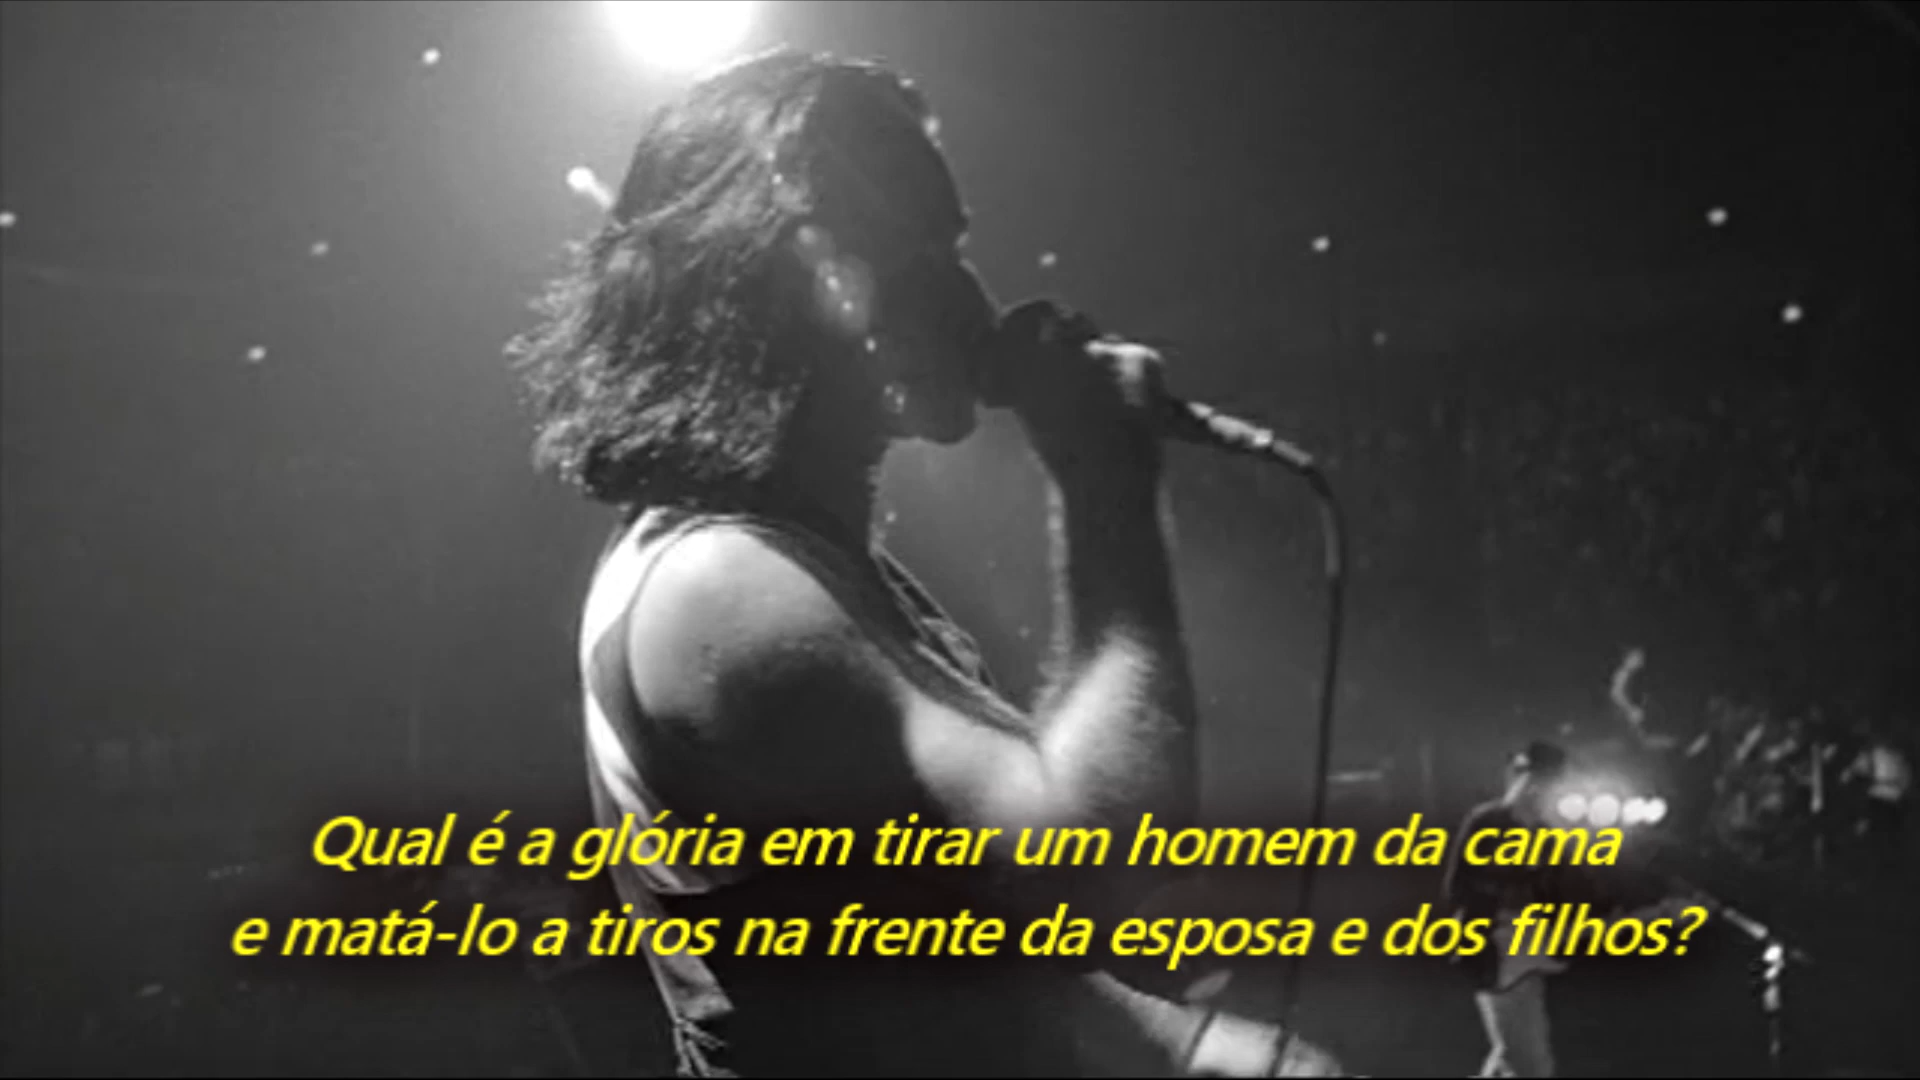 Qual é a glória em tirar um homem da cama
e matá-lo a tiros na frente da esposa e dos filhos?